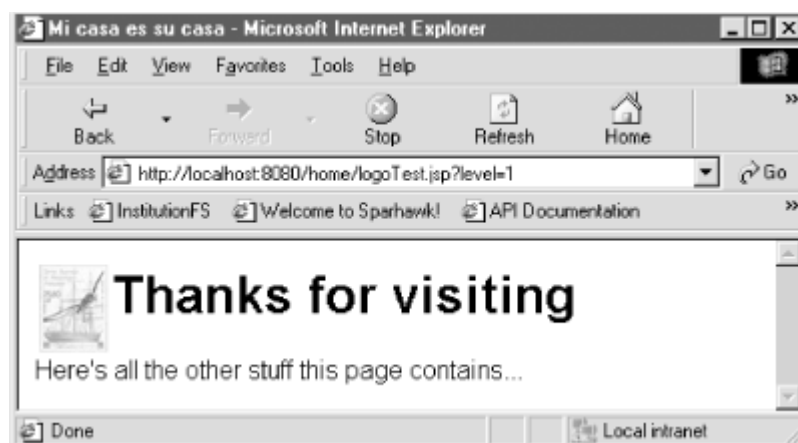 Mi casa es su casa - Microsoft Internet Explorer
File Edit View Favorites Tools Help
Back Forward Stop Refresh Home »
Address http://localhost:8080/home/logoTest.jsp?level=1 Go
Links InstitutionFS Welcome to Sparhawk! API Documentation »
Thanks for visiting
Here's all the other stuff this page contains...
Done Local intranet